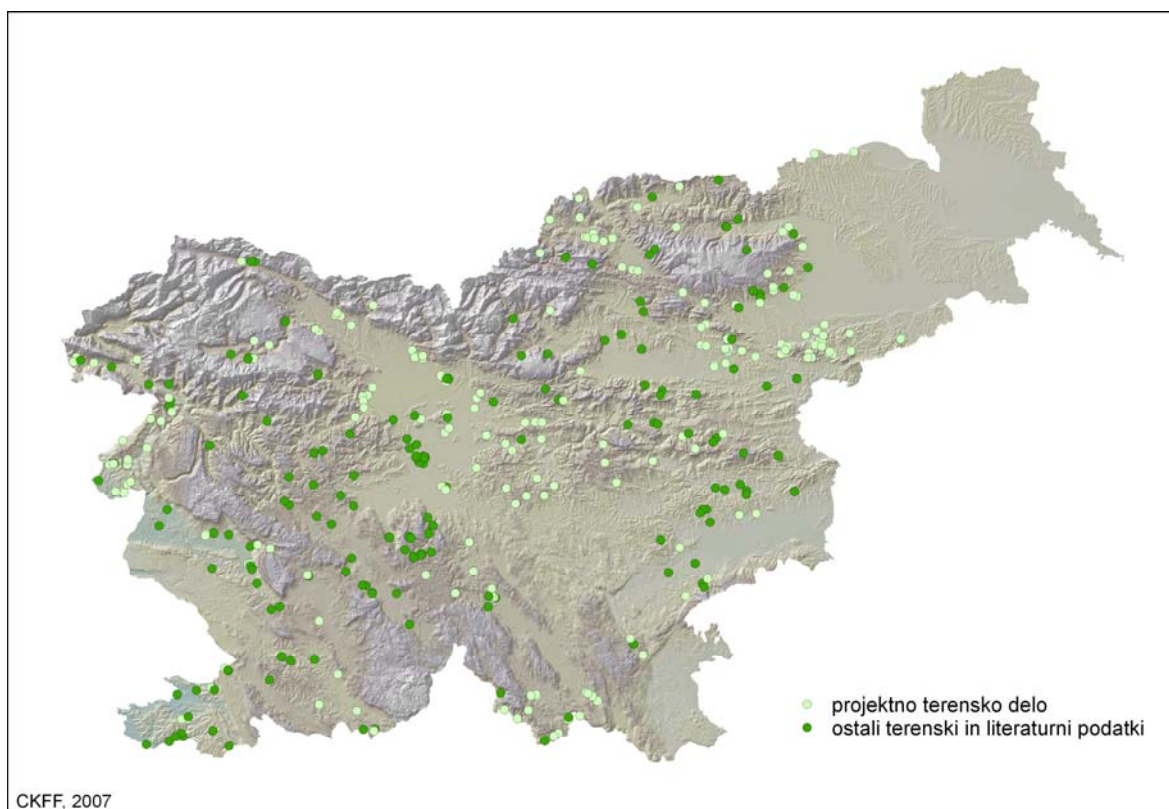 projektno terensko delo
ostali terenski in literaturni podatki
CKFF, 2007